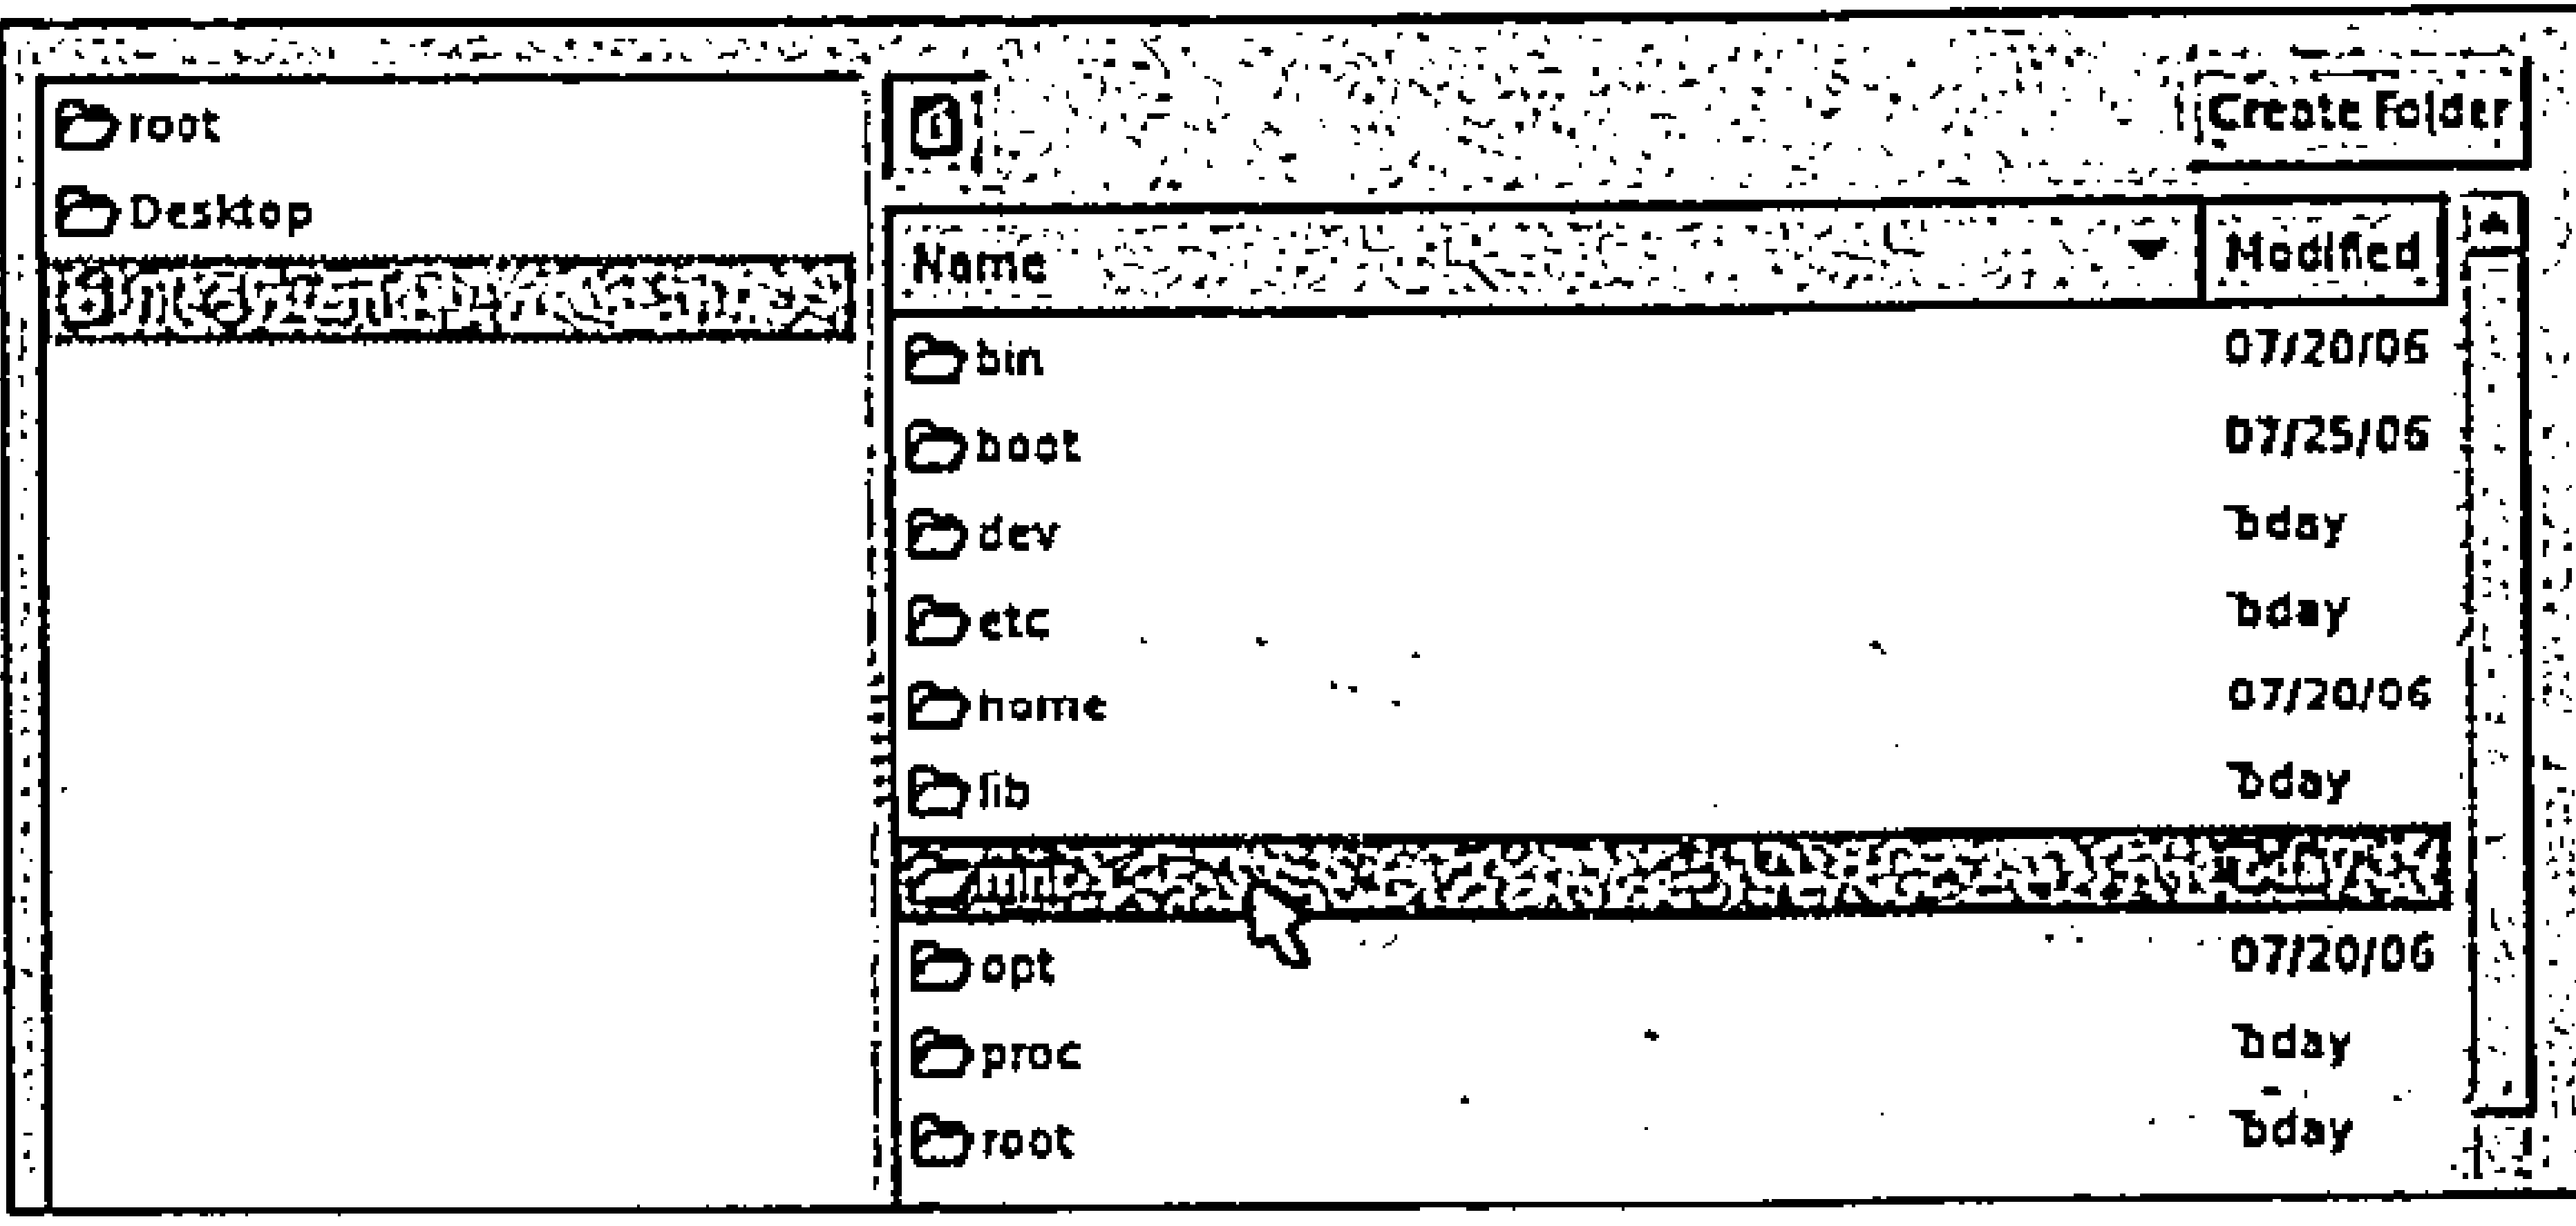 root
Desktop
Create Folder
Name
Modified
bin 07/20/06
boot 07/25/06
dev
etc
home 07/20/06
lib
opt 07/20/06
proc
root